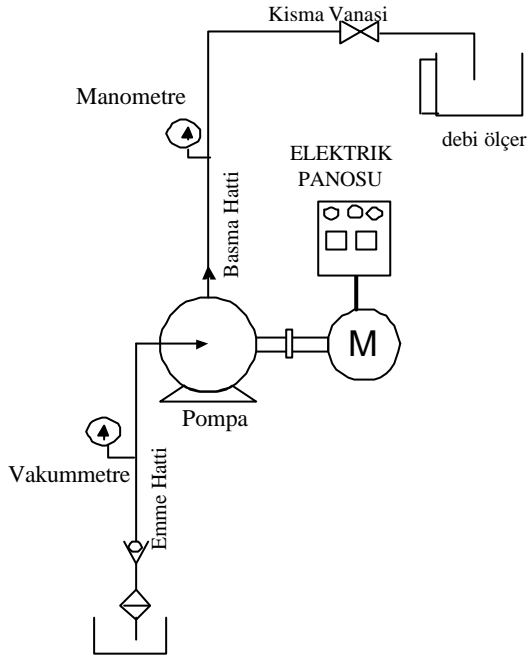 Kisma Vanasi
Manometre
debi ölçer
ELEKTRIK
PANOSU
Basma Hatti
M
Pompa
Vakummetre
Emme Hatti